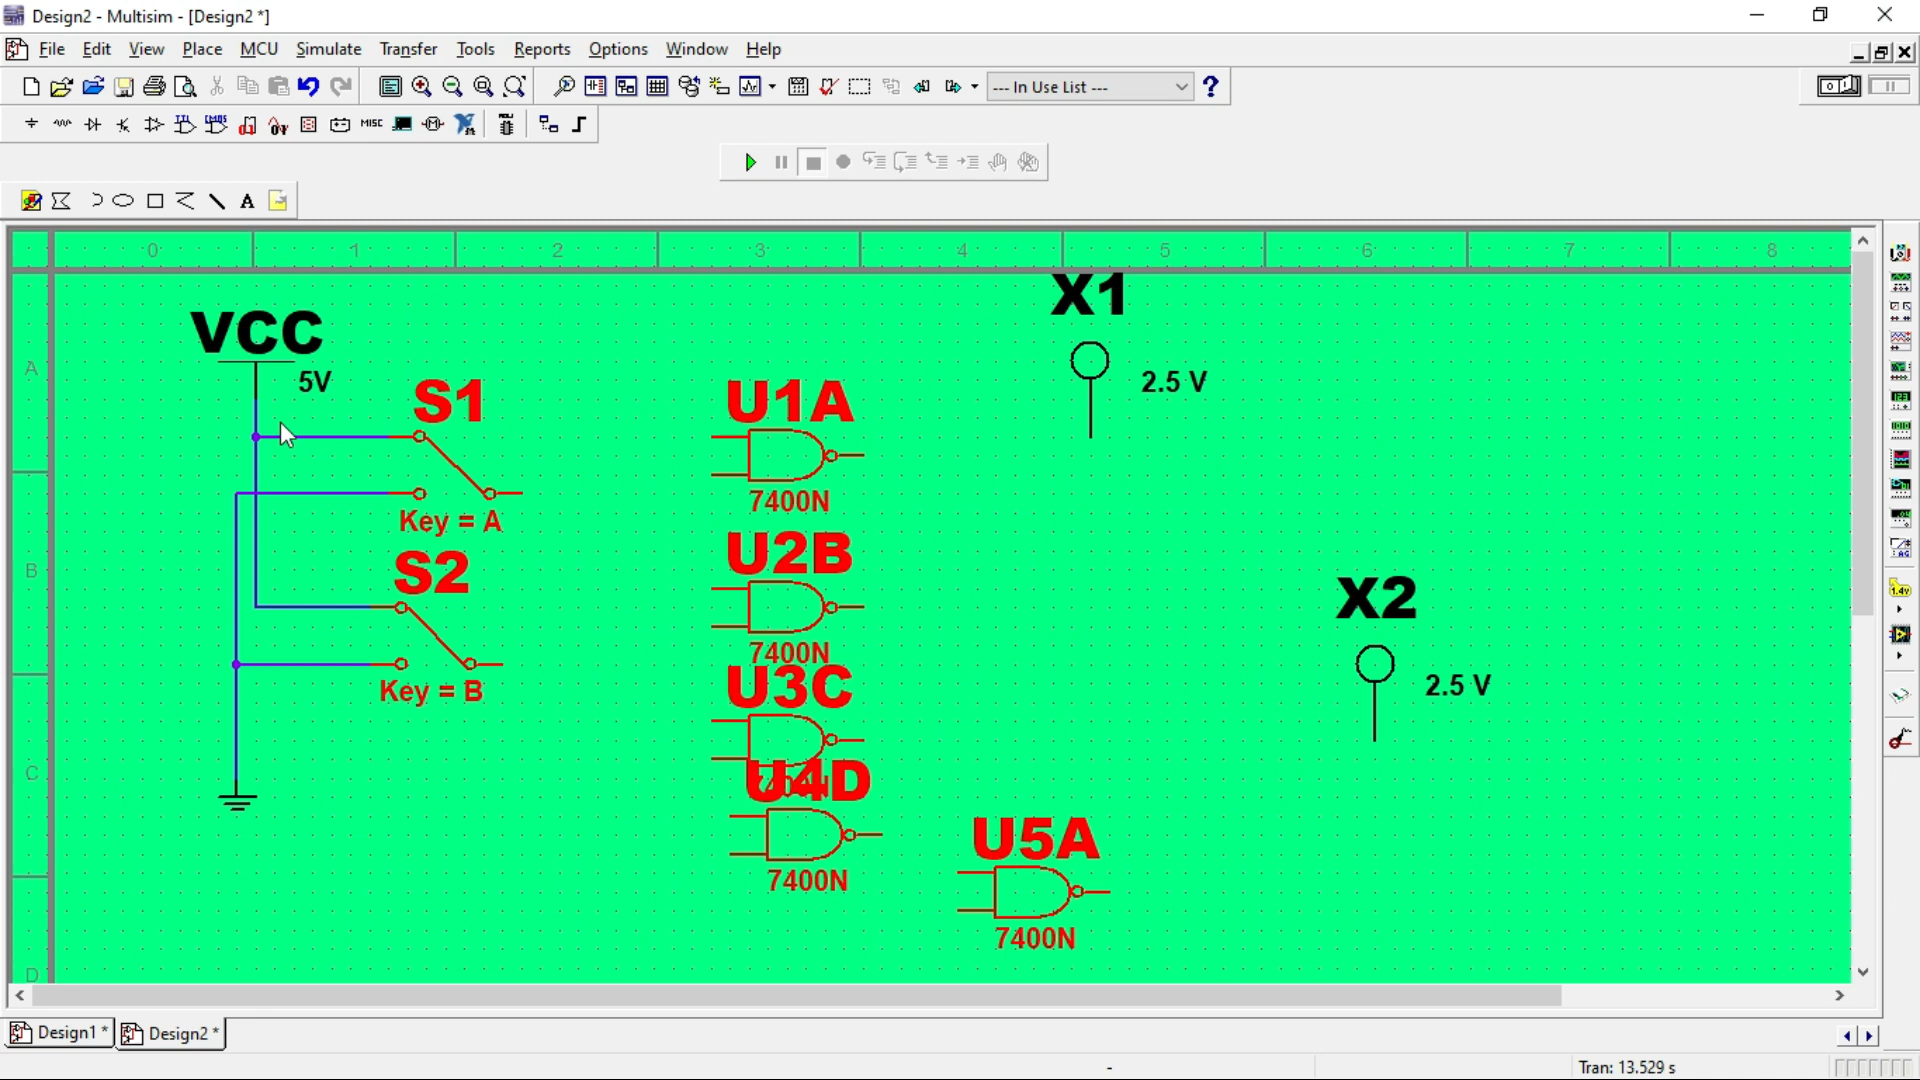 Design2 - Multisim - [Design2 *]
File Edit View Place MCU Simulate Transfer Tools Reports Options Window Help
--- In Use List ---
MISC
A
0 1 2 3 4 5 6 7 8
X1
VCC
A
5V
2.5 V
S1
U1A
7400N
Key = A
U2B
S2
B
X2
7400N
U3C
2.5 V
Key = B
C
U4D
U5A
7400N
7400N
D
Design1 *
Design2 *
-
Tran: 13.529 s